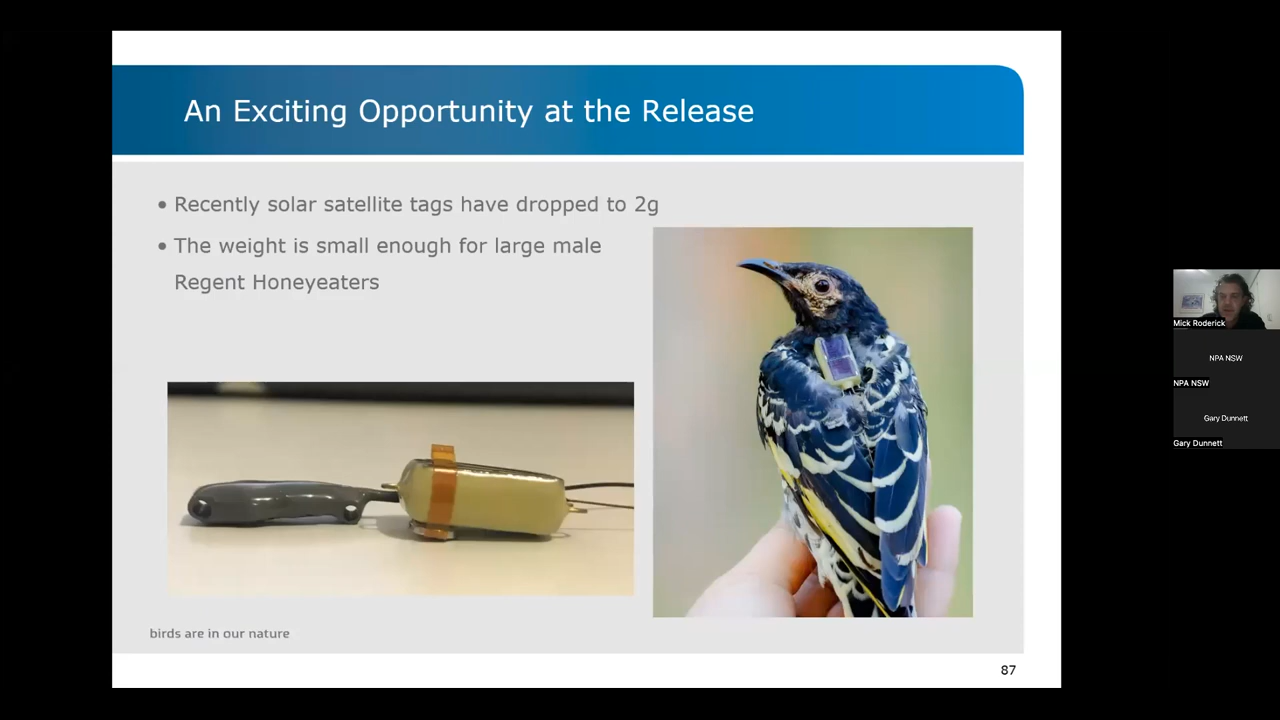 An Exciting Opportunity at the Release
• Recently solar satellite tags have dropped to 2g
• The weight is small enough for large male
Regent Honeyeaters
birds are in our nature
87
Mick Roderick
NPA NSW
NPA NSW
Gary Dunnett
Gary Dunnett